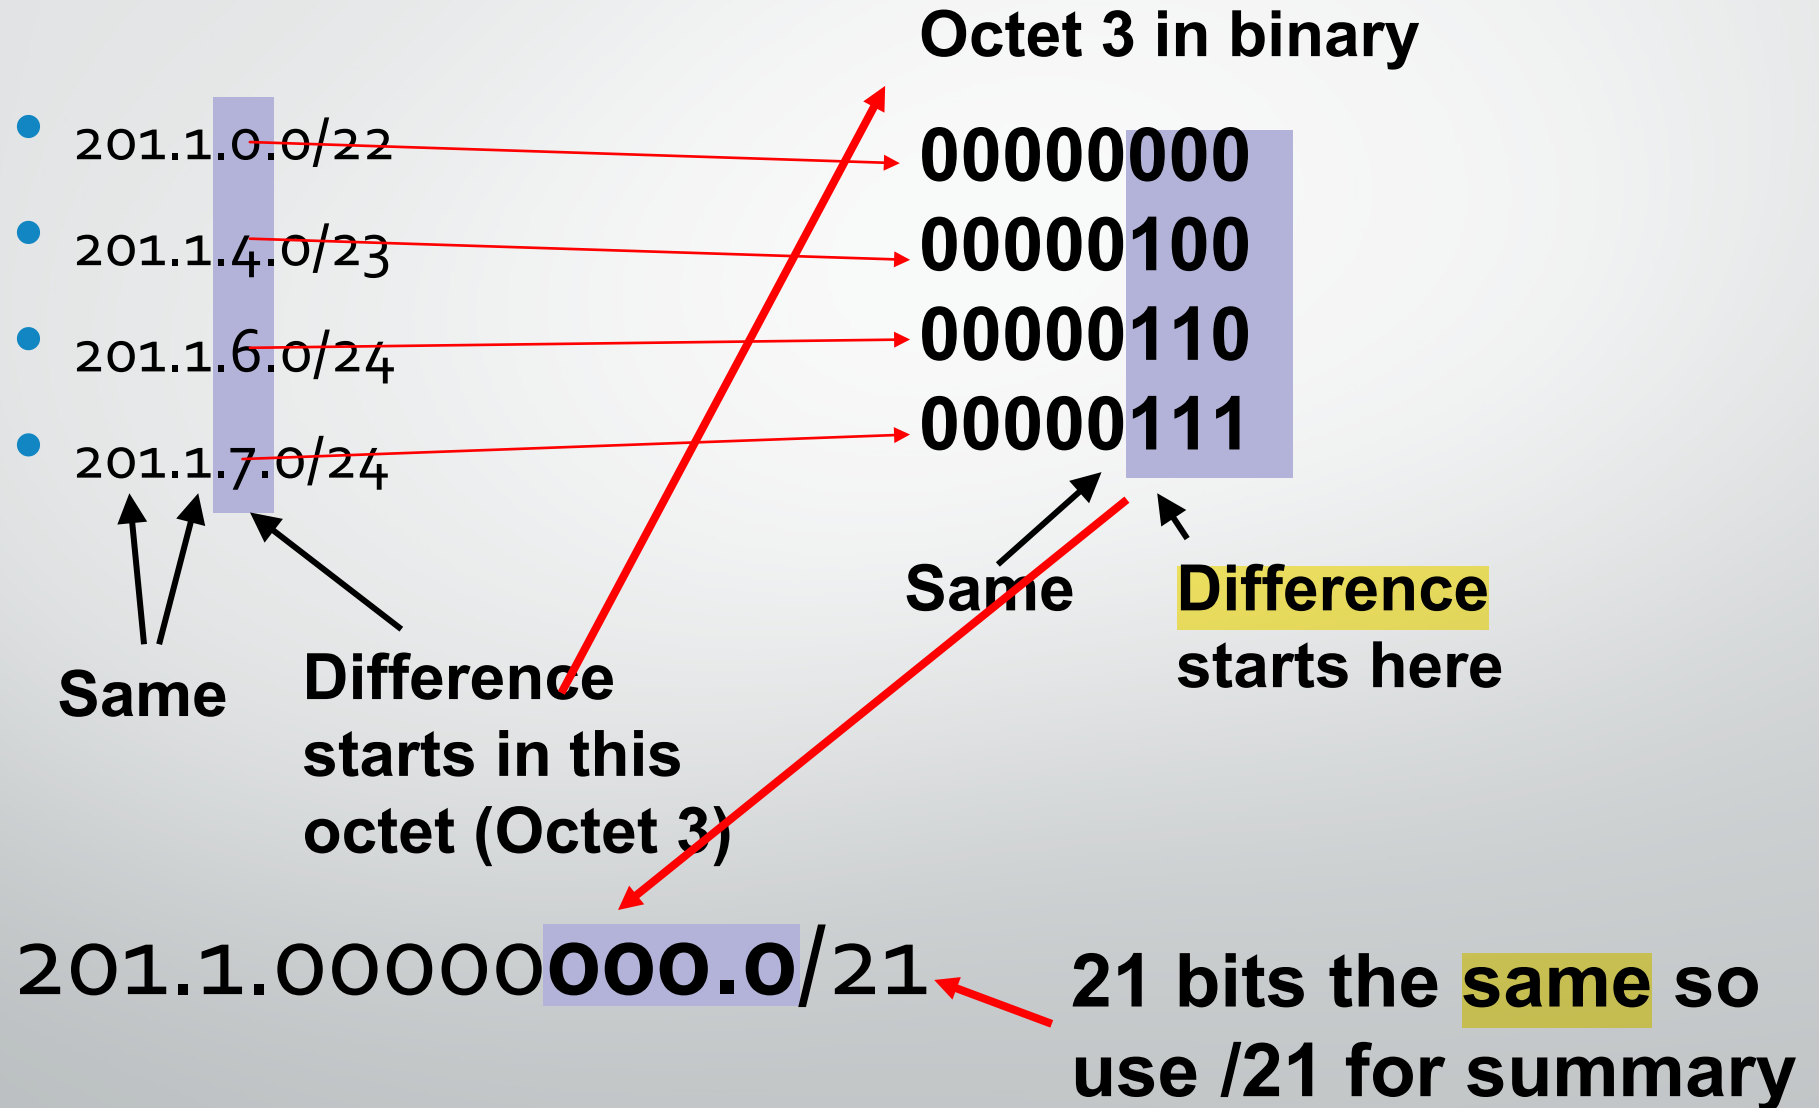 Octet 3 in binary
• 201.1.0.0/22
00000000
• 201.1.4.0/23
00000100
• 201.1.6.0/24
00000110
• 201.1.7.0/24
00000111
Same
Difference
starts here
Same
Difference
starts in this
octet (Octet 3)
201.1.00000000.0/21
21 bits the same so
use /21 for summary